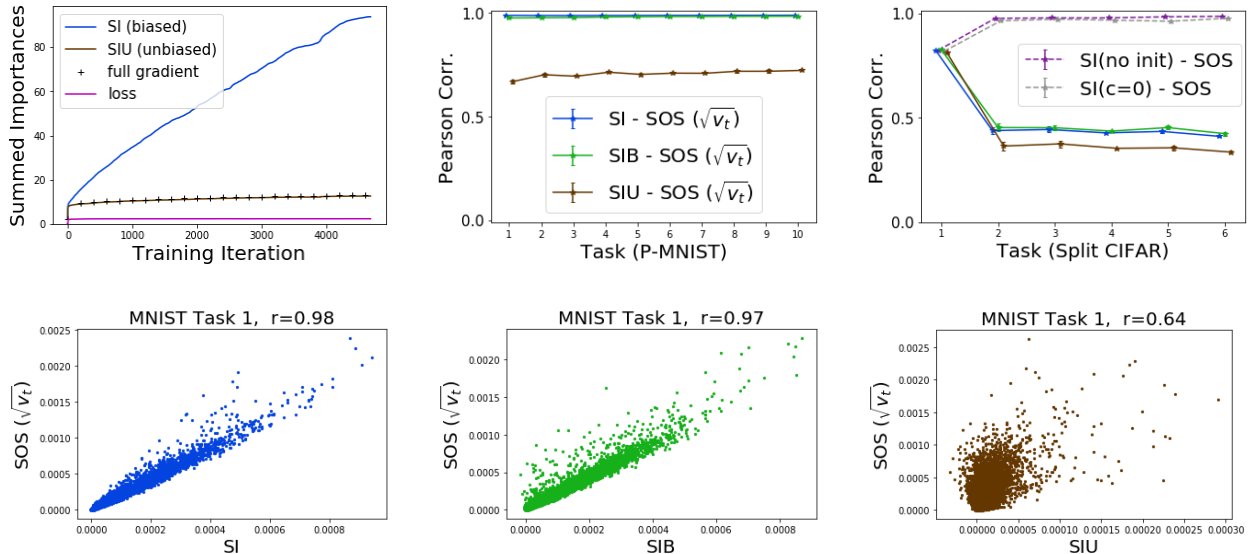 SI (biased)
SIU (unbiased)
full gradient
loss
Summed Importances
80
60
40
20
0
0
1000
2000
3000
4000
Training Iteration
Pearson Corr.
1.0
0.5
0.0
SI - SOS (√v_t)
SIB - SOS (√v_t)
SIU - SOS (√v_t)
1 2 3 4 5 6 7 8 9 10
Task (P-MNIST)
Pearson Corr.
1.0
0.5
0.0
SI(no init) - SOS
SI(c=0) - SOS
1 2 3 4 5 6
Task (Split CIFAR)
MNIST Task 1, r=0.98
SOS (√v_t)
0.0025
0.0020
0.0015
0.0010
0.0005
0.0000
0.0000 0.0002 0.0004 0.0006 0.0008
SI
MNIST Task 1, r=0.97
SOS (√v_t)
0.0020
0.0015
0.0010
0.0005
0.0000
0.0000 0.0002 0.0004 0.0006 0.0008
SIB
MNIST Task 1, r=0.64
SOS (√v_t)
0.0025
0.0020
0.0015
0.0010
0.0005
0.0000
0.00000 0.00005 0.00010 0.00015 0.00020 0.00025 0.00030
SIU